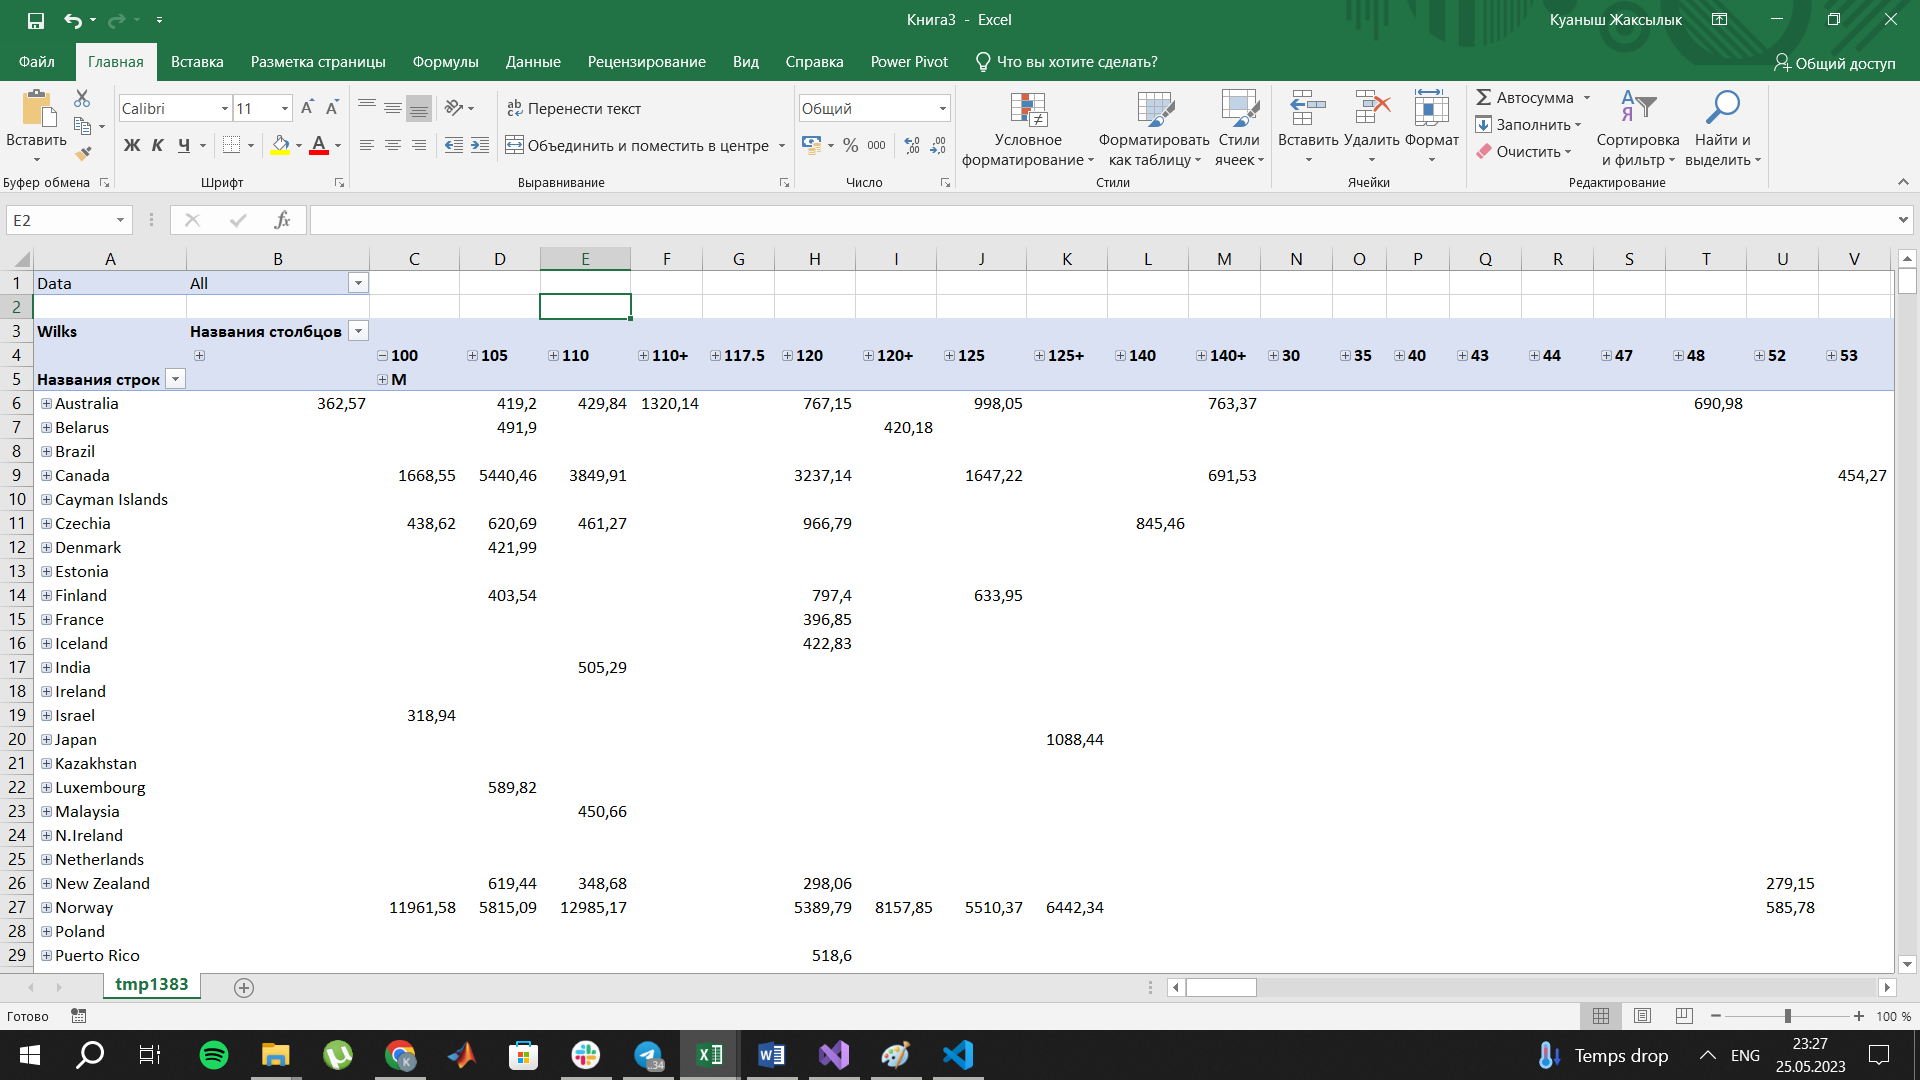 Книга3 - Excel
Куаныш Жаксылык
Файл Главная Вставка Разметка страницы Формулы Данные Рецензирование Вид Справка Power Pivot Что вы хотите сделать? Общий доступ
Вставить
Буфер обмена
Calibri 11
Ж К Ч
Шрифт
Перенести текст
Объединить и поместить в центре
Выравнивание
Общий
% 000
Число
Условное форматирование
Форматировать как таблицу
Стили ячеек
Стили
Вставить Удалить Формат
Ячейки
Автосумма
Заполнить
Очистить
Сортировка и фильтр
Найти и выделить
Редактирование
E2
fx
A B C D E F G H I J K L M N O P Q R S T U V
1 Data All
2
3 Wilks Названия столбцов
4 100 105 110 110+ 117.5 120 120+ 125 125+ 140 140+ 30 35 40 43 44 47 48 52 53
5 Названия строк M
6 Australia 362,57 419,2 429,84 1320,14 767,15 998,05 763,37 690,98
7 Belarus 491,9 420,18
8 Brazil
9 Canada 1668,55 5440,46 3849,91 3237,14 1647,22 691,53 454,27
10 Cayman Islands
11 Czechia 438,62 620,69 461,27 966,79 845,46
12 Denmark 421,99
13 Estonia
14 Finland 403,54 797,4 633,95
15 France 396,85
16 Iceland 422,83
17 India 505,29
18 Ireland
19 Israel 318,94
20 Japan 1088,44
21 Kazakhstan
22 Luxembourg 589,82
23 Malaysia 450,66
24 N.Ireland
25 Netherlands
26 New Zealand 619,44 348,68 298,06 279,15
27 Norway 11961,58 5815,09 12985,17 5389,79 8157,85 5510,37 6442,34 585,78
28 Poland
29 Puerto Rico 518,6
tmp1383
Готово
100 %
34
Temps drop
ENG
23:27
25.05.2023